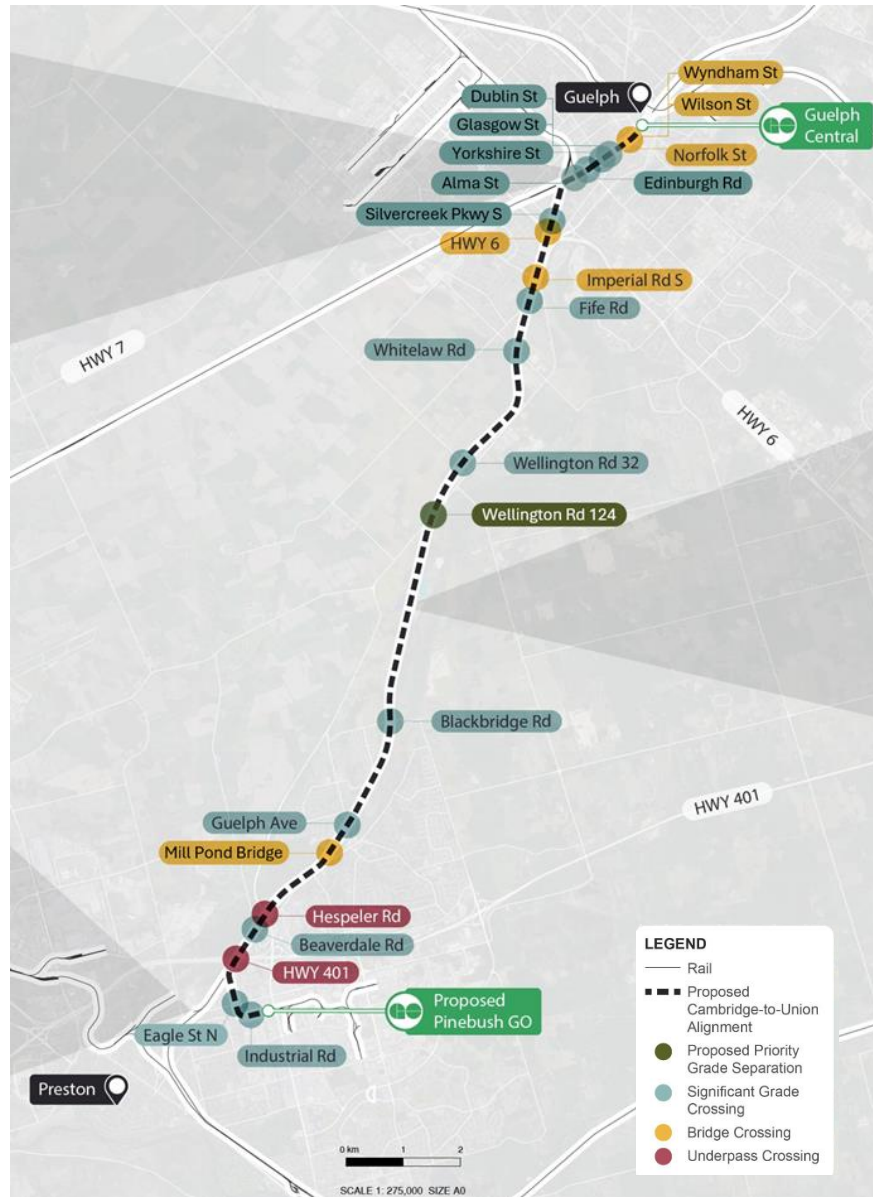 Wyndham St
Dublin St
Guelph
Wilson St
Glasgow St
Guelph
Central
Yorkshire St
Norfolk St
Alma St
Edinburgh Rd
Silvercreek Pkwy S
HWY 6
Imperial Rd S
Fife Rd
HWY 7
Whitelaw Rd
HWY 6
Wellington Rd 32
Wellington Rd 124
Blackbridge Rd
HWY 401
Guelph Ave
Mill Pond Bridge
Hespeler Rd
Beaverdale Rd
HWY 401
Proposed
Pinebush GO
Eagle St N
Industrial Rd
Preston
LEGEND
Rail
Proposed
Cambridge-to-Union
Alignment
Proposed Priority
Grade Separation
Significant Grade
Crossing
Bridge Crossing
Underpass Crossing
0 km 1 2
SCALE 1: 275,000 SIZE A0